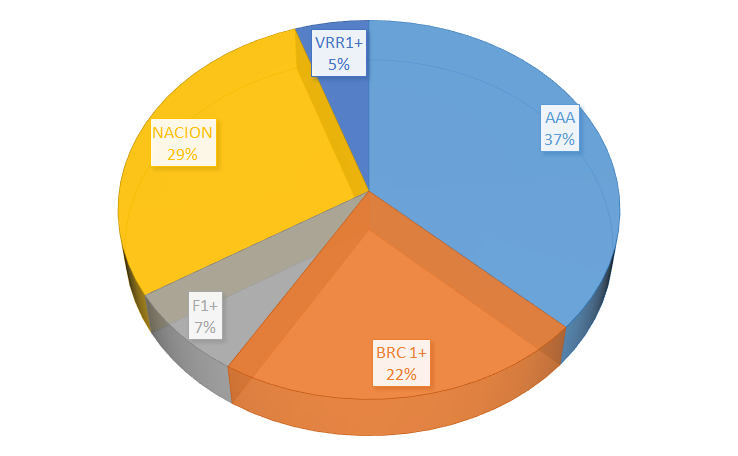 VRR1+
5%
AAA
37%
NACION
29%
F1+
7%
BRC 1+
22%